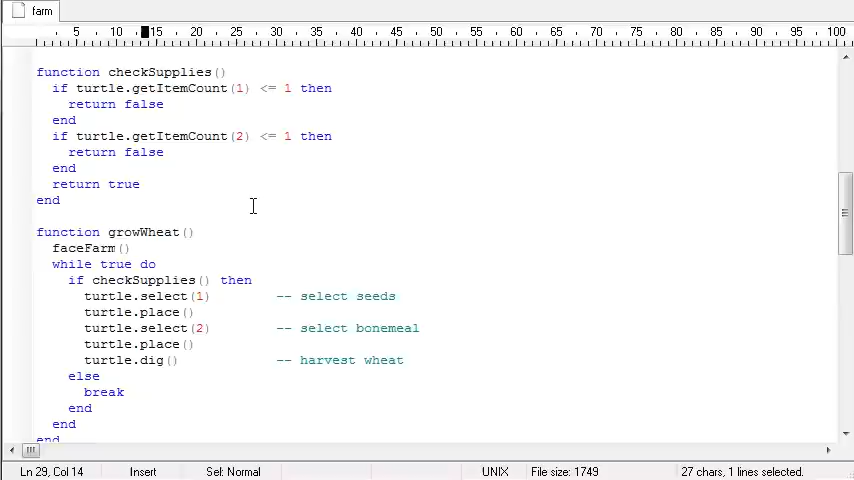 farm
5 10 15 20 25 30 35 40 45 50 55 60 65 70 75 80 85 90 95 100
function checkSupplies()
if turtle.getItemCount(1) <= 1 then
return false
end
if turtle.getItemCount(2) <= 1 then
return false
end
return true
end
function growWheat()
faceFarm()
while true do
if checkSupplies() then
turtle.select(1) -- select seeds
turtle.place()
turtle.select(2) -- select bonemeal
turtle.place()
turtle.dig() -- harvest wheat
else
break
end
end
end
Ln 29, Col 14 Insert Sel: Normal UNIX File size: 1749 27 chars, 1 lines selected.